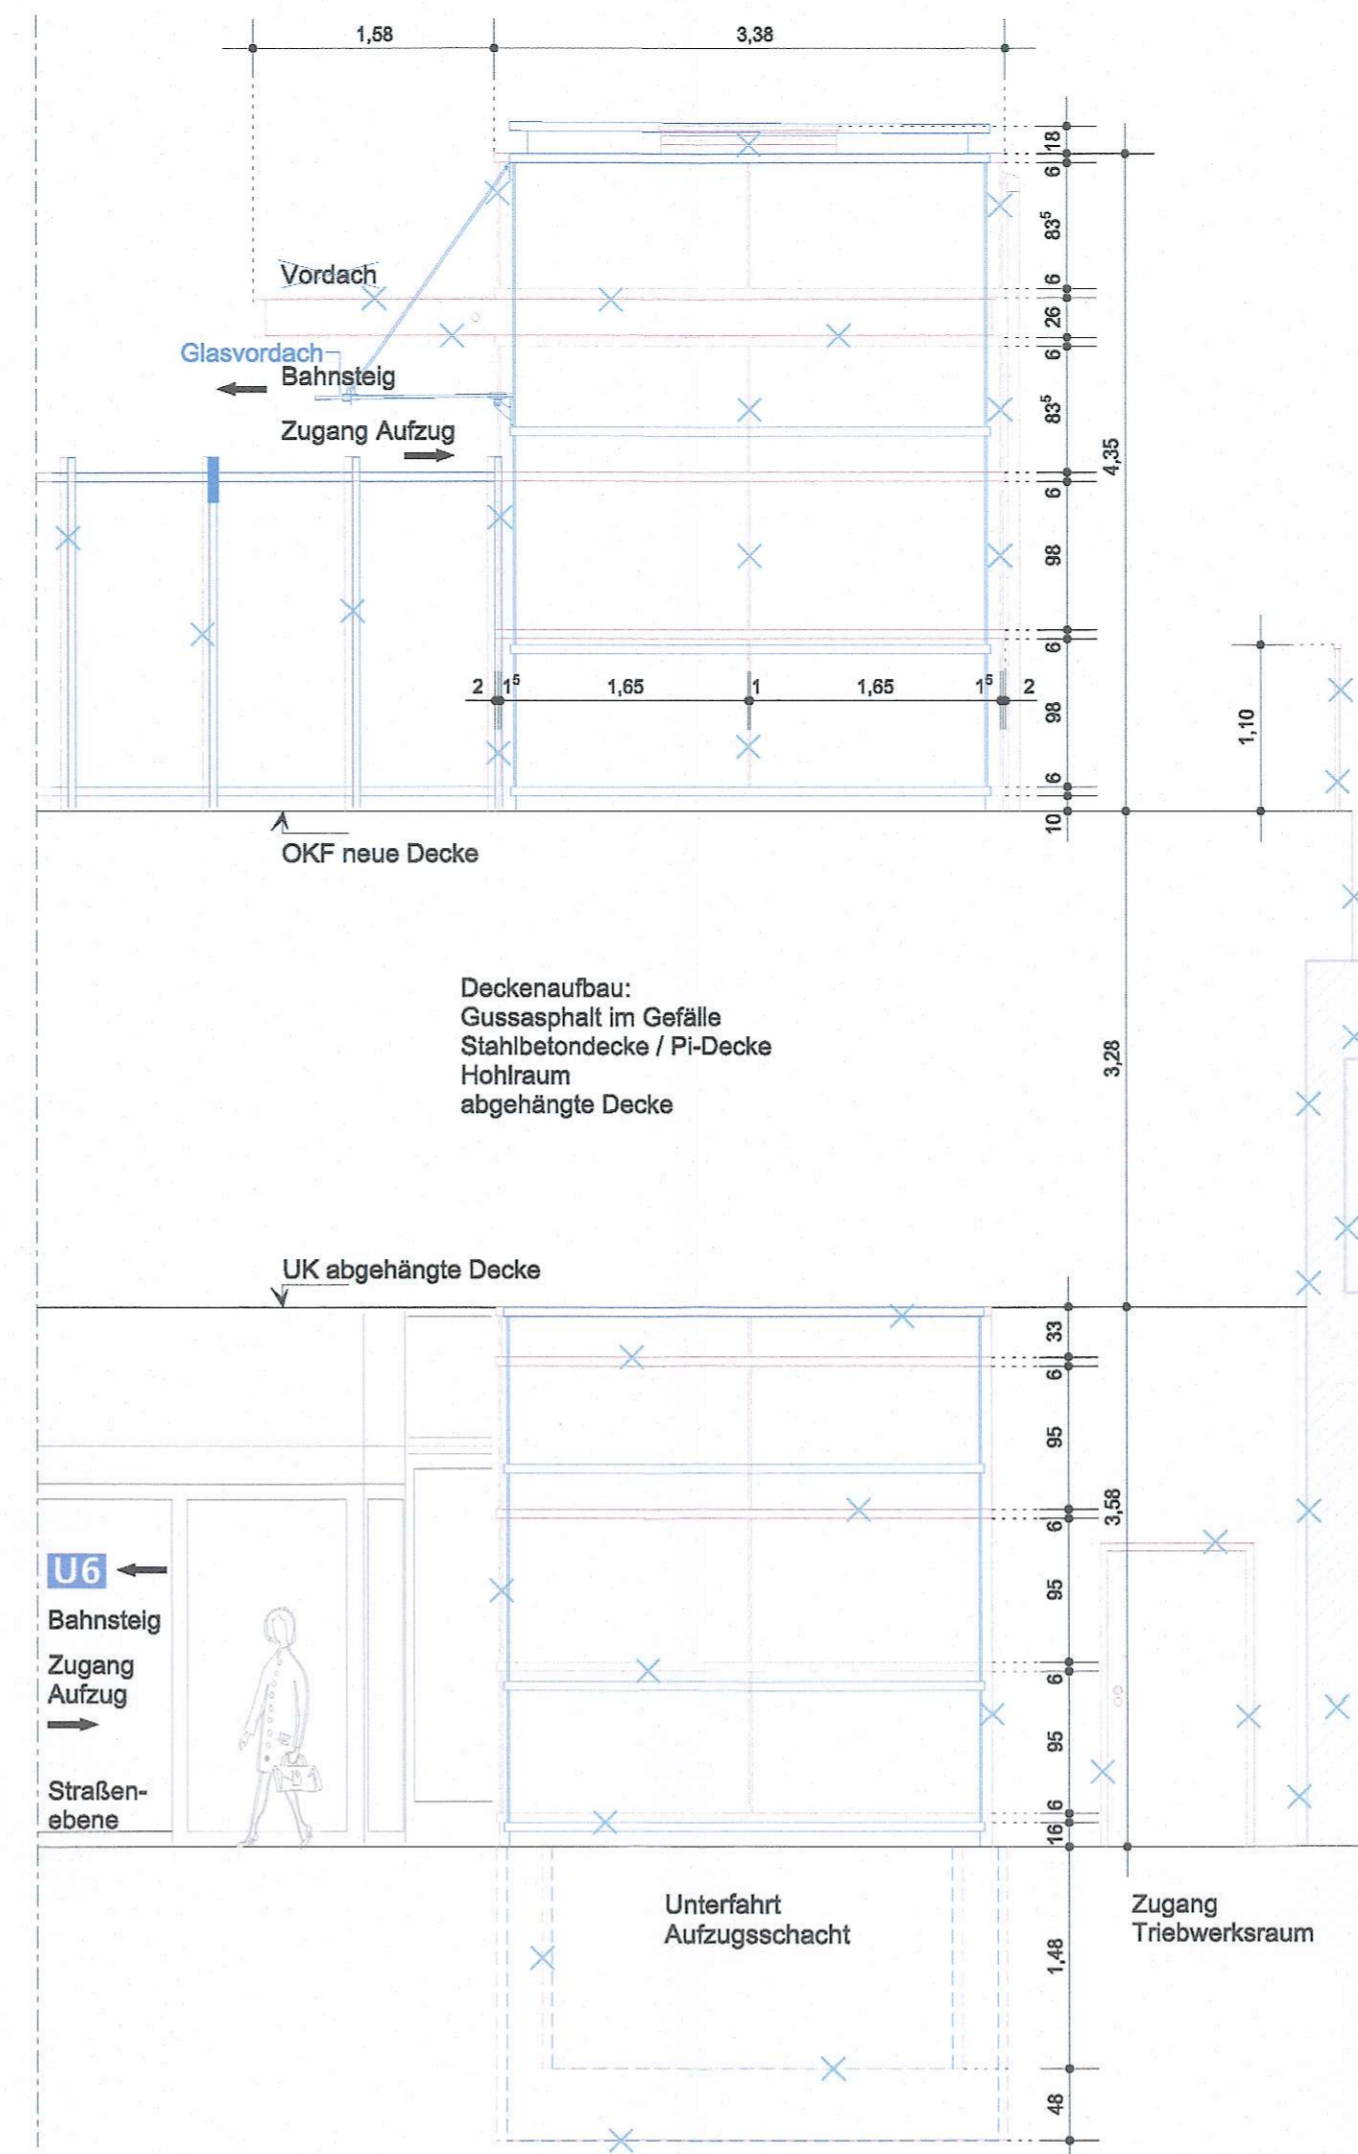 1,58
3,38
18
6
83⁵
6
26
6
83⁵
6
98
6
98
6
10
4,35
Vordach
Glasvordach
Bahnsteig
Zugang Aufzug
2
1⁵
1,65
1
1,65
1⁵
2
1,10
OKF neue Decke
Deckenaufbau:
Gussasphalt im Gefälle
Stahlbetondecke / Pi-Decke
Hohlraum
abgehängte Decke
3,28
UK abgehängte Decke
33
6
95
6
95
6
95
6
16
3,58
U6
Bahnsteig
Zugang
Aufzug
Straßen-
ebene
Unterfahrt
Aufzugsschacht
Zugang
Triebwerksraum
1,48
48